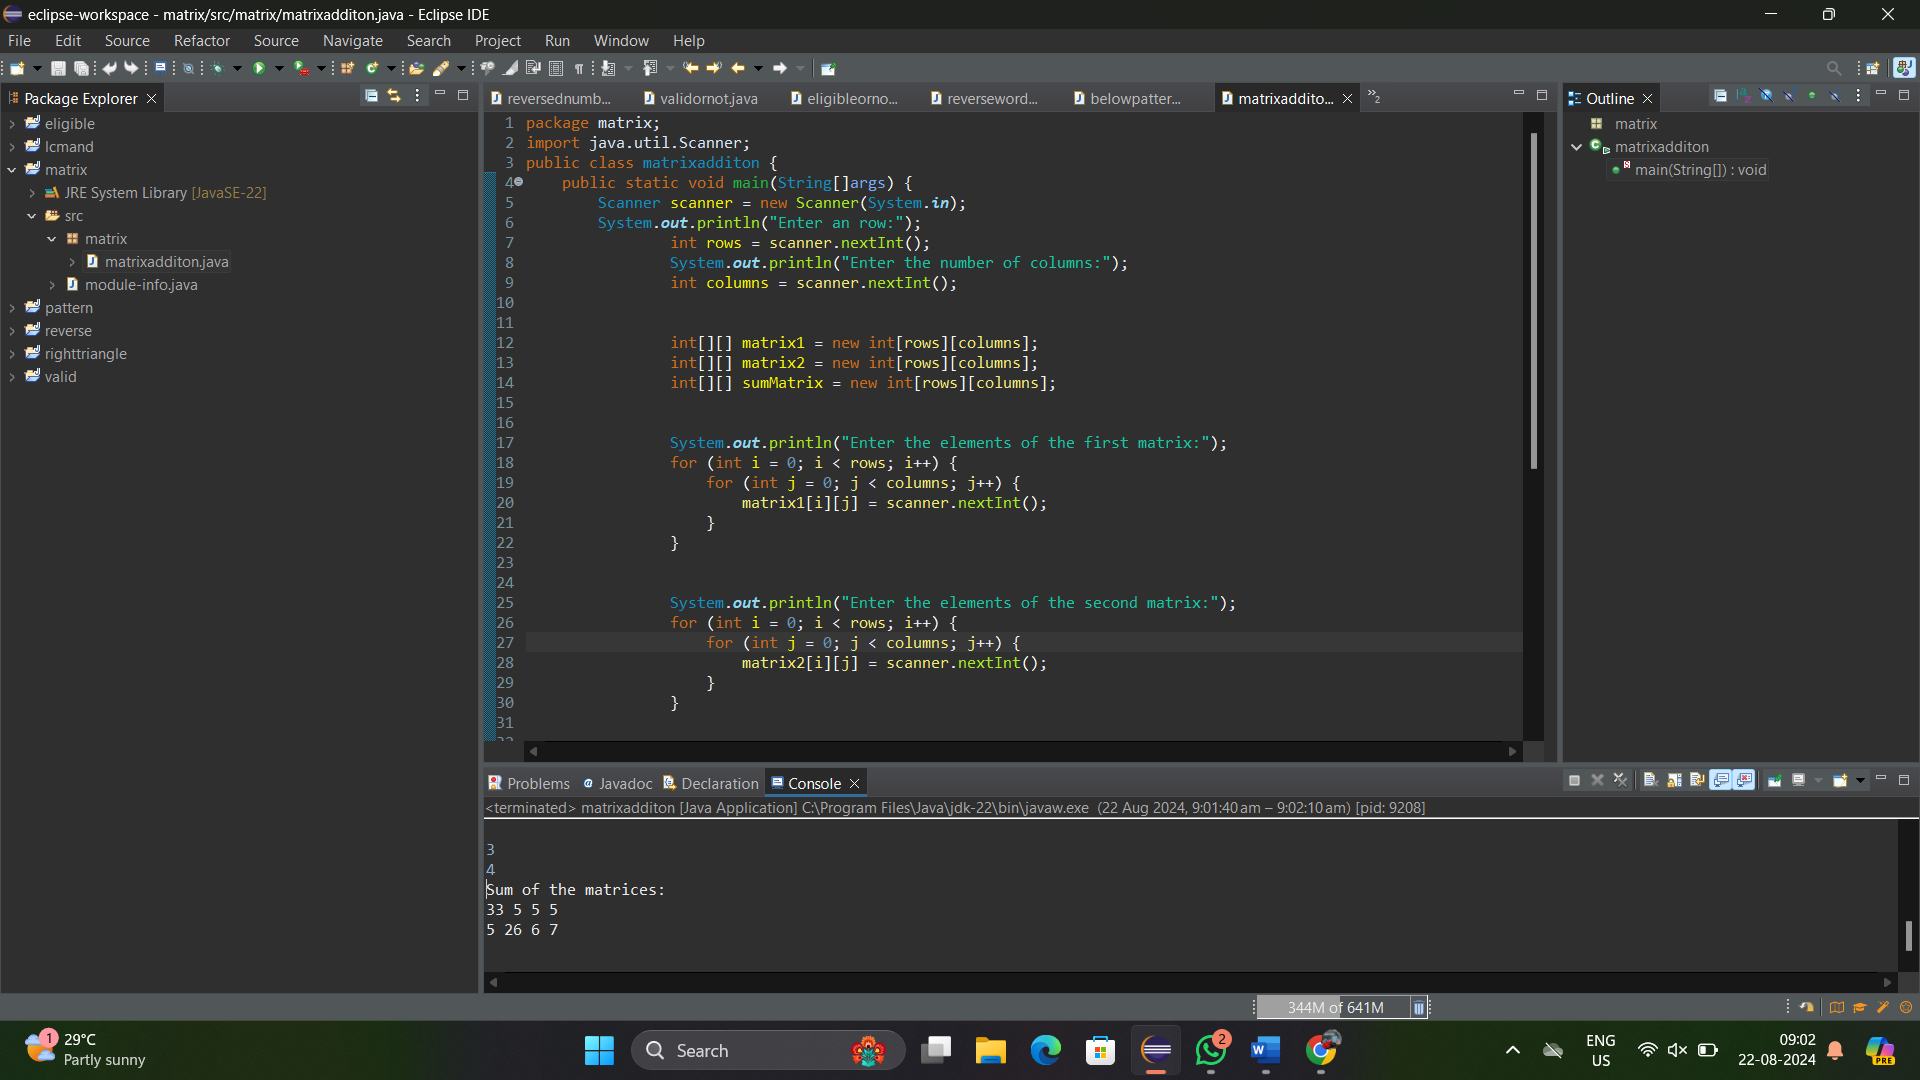 eclipse-workspace - matrix/src/matrix/matrixadditon.java - Eclipse IDE
File Edit Source Refactor Source Navigate Search Project Run Window Help
Package Explorer
eligible
lcmand
matrix
JRE System Library [JavaSE-22]
src
matrix
matrixadditon.java
module-info.java
pattern
reverse
righttriangle
valid
reversednumb... validornot.java eligibleorno... reverseword... belowpatter... matrixaddito... »2
1 package matrix;
2 import java.util.Scanner;
3 public class matrixadditon {
4 public static void main(String[]args) {
5 Scanner scanner = new Scanner(System.in);
6 System.out.println("Enter an row:");
7 int rows = scanner.nextInt();
8 System.out.println("Enter the number of columns:");
9 int columns = scanner.nextInt();
10
11
12 int[][] matrix1 = new int[rows][columns];
13 int[][] matrix2 = new int[rows][columns];
14 int[][] sumMatrix = new int[rows][columns];
15
16
17 System.out.println("Enter the elements of the first matrix:");
18 for (int i = 0; i < rows; i++) {
19 for (int j = 0; j < columns; j++) {
20 matrix1[i][j] = scanner.nextInt();
21 }
22 }
23
24
25 System.out.println("Enter the elements of the second matrix:");
26 for (int i = 0; i < rows; i++) {
27 for (int j = 0; j < columns; j++) {
28 matrix2[i][j] = scanner.nextInt();
29 }
30 }
31
Outline
matrix
matrixadditon
main(String[]) : void
Problems Javadoc Declaration Console
<terminated> matrixadditon [Java Application] C:\Program Files\Java\jdk-22\bin\javaw.exe (22 Aug 2024, 9:01:40 am – 9:02:10 am) [pid: 9208]
3
4
Sum of the matrices:
33 5 5 5
5 26 6 7
344M of 641M
1
29°C
Partly sunny
Search
2
ENG
US
09:02
22-08-2024
PRE